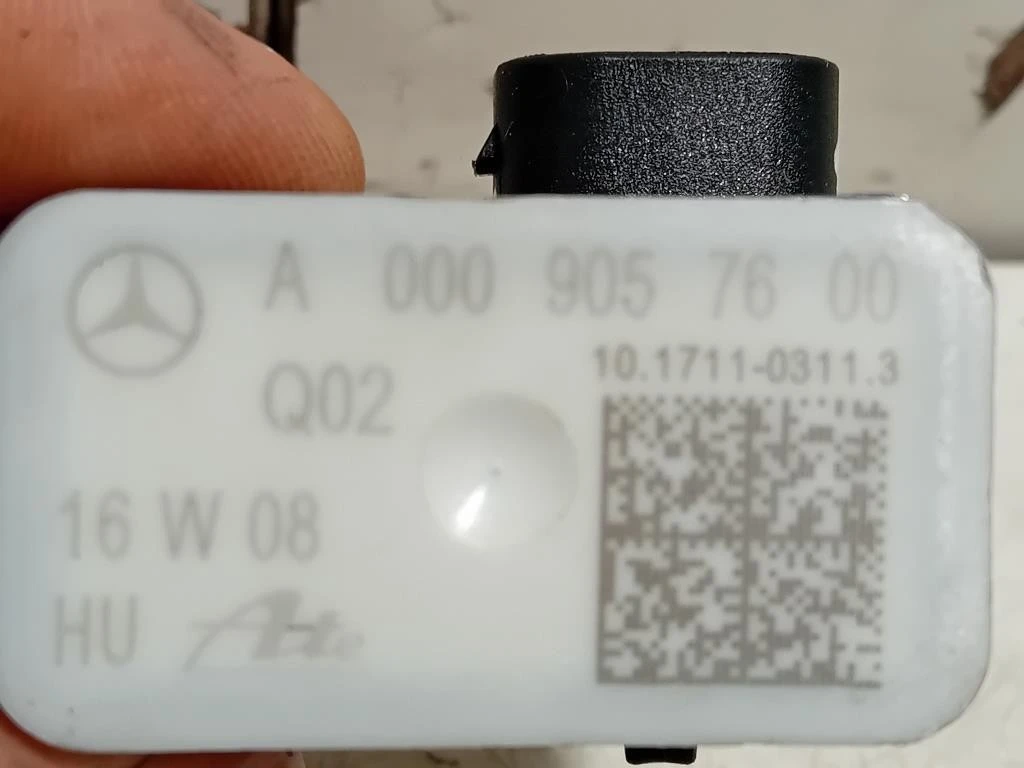 A 000 905 76 00
10.1711-0311.3
Q02
16 W 08
HU Ate